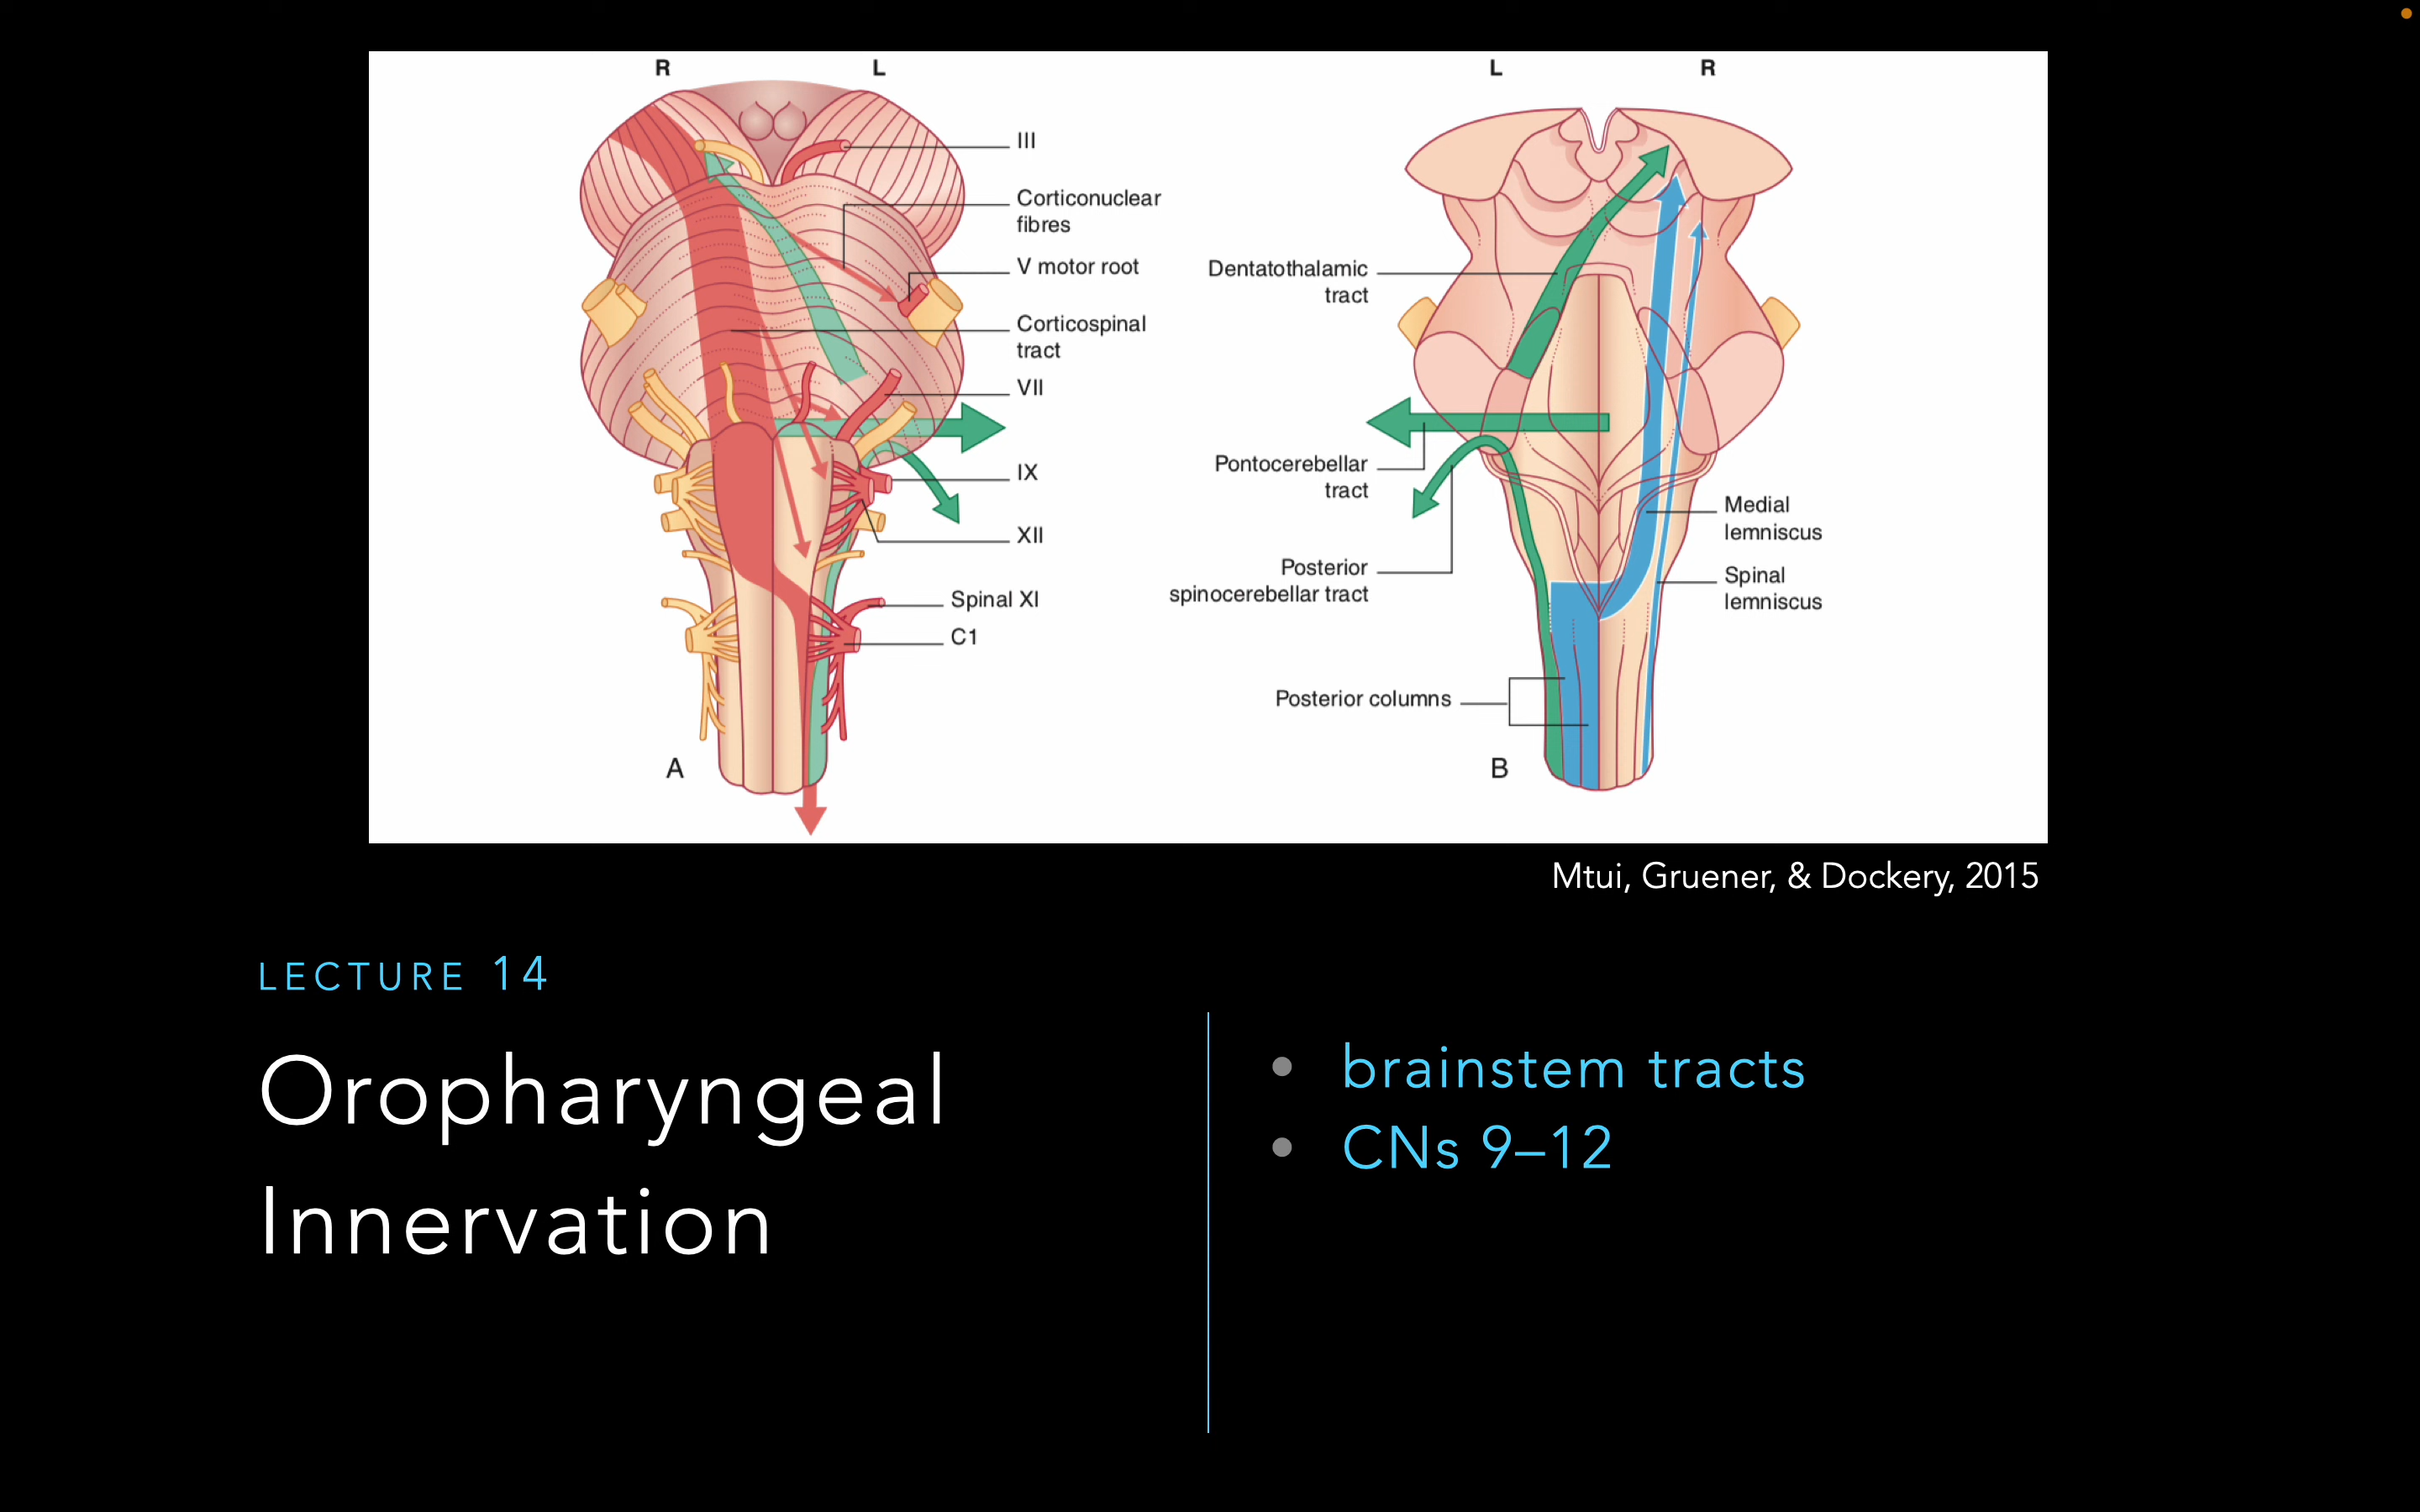 R
L
III
Corticonuclear
fibres
V motor root
Corticospinal
tract
VII
IX
XII
Spinal XI
C1
A
L
R
Dentatothalamic
tract
Pontocerebellar
tract
Posterior
spinocerebellar tract
Medial
lemniscus
Spinal
lemniscus
Posterior columns
B
Mtui, Gruener, & Dockery, 2015
LECTURE 14
Oropharyngeal
Innervation
• brainstem tracts
• CNs 9–12